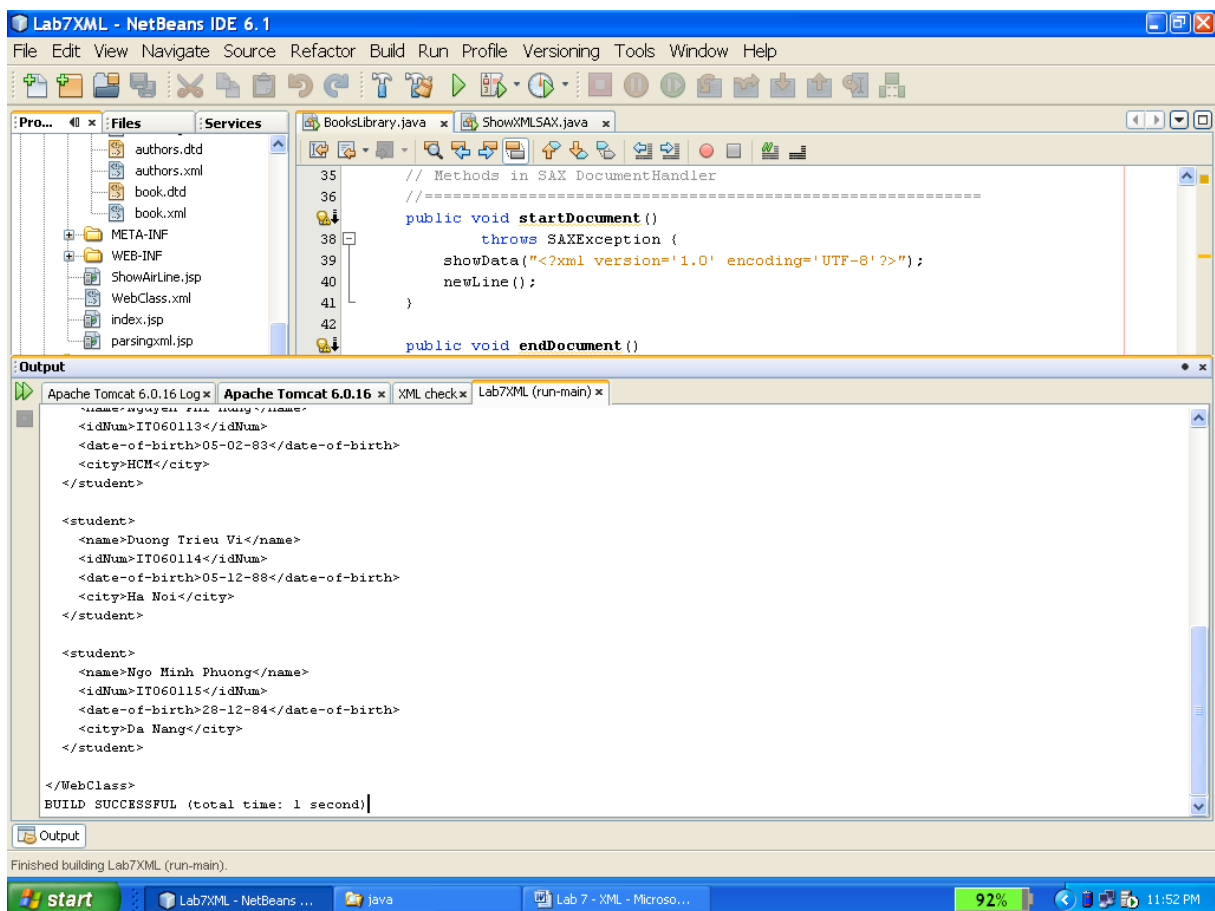 Lab7XML - NetBeans IDE 6.1
File Edit View Navigate Source Refactor Build Run Profile Versioning Tools Window Help
Pro... Files Services
authors.dtd
authors.xml
book.dtd
book.xml
META-INF
WEB-INF
ShowAirLine.jsp
WebClass.xml
index.jsp
parsingxml.jsp
BooksLibrary.java x ShowXMLSAX.java x
35 // Methods in SAX DocumentHandler
36 //===========================================================
public void startDocument()
38 throws SAXException {
39 showData("<?xml version='1.0' encoding='UTF-8'?>");
40 newLine();
41 }
42
public void endDocument()
Output
Apache Tomcat 6.0.16 Log x Apache Tomcat 6.0.16 x XML check x Lab7XML (run-main) x
<name>Nguyen Phi Hung</name>
<idNum>IT060113</idNum>
<date-of-birth>05-02-83</date-of-birth>
<city>HCM</city>
</student>
<student>
<name>Duong Trieu Vi</name>
<idNum>IT060114</idNum>
<date-of-birth>05-12-88</date-of-birth>
<city>Ha Noi</city>
</student>
<student>
<name>Ngo Minh Phuong</name>
<idNum>IT060115</idNum>
<date-of-birth>28-12-84</date-of-birth>
<city>Da Nang</city>
</student>
</WebClass>
BUILD SUCCESSFUL (total time: 1 second)
Output
Finished building Lab7XML (run-main).
start Lab7XML - NetBeans ... java Lab 7 - XML - Microso... 92% 11:52 PM